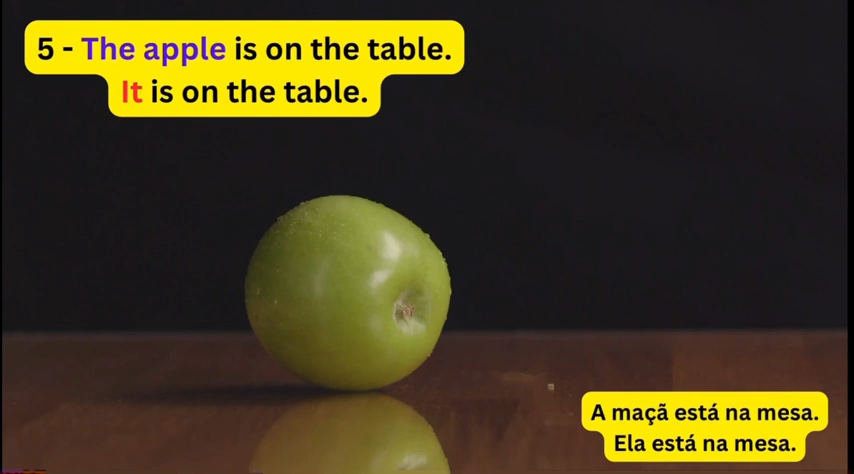 5 - The apple is on the table.
It is on the table.
A maçã está na mesa.
Ela está na mesa.